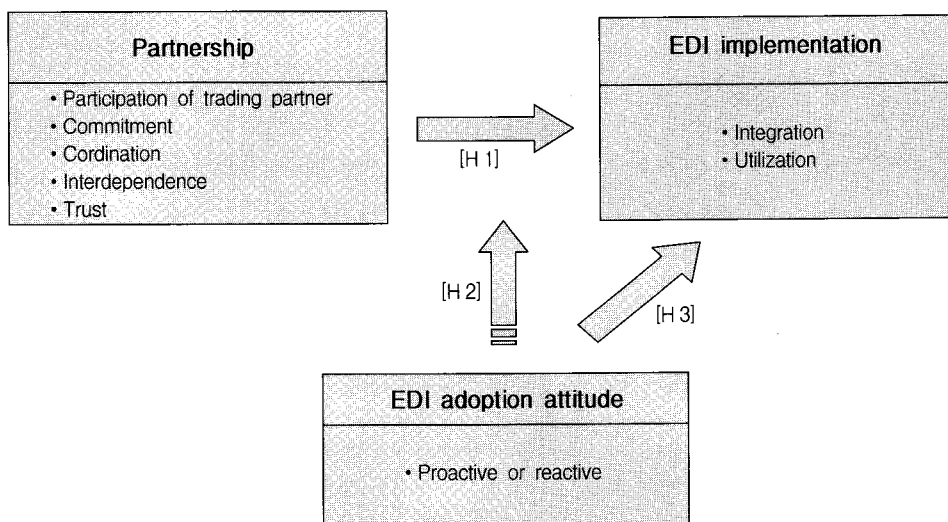 Partnership
• Participation of trading partner
• Commitment
• Cordination
• Interdependence
• Trust
[H 1]
EDI implementation
• Integration
• Utilization
[H 2]
[H 3]
EDI adoption attitude
• Proactive or reactive